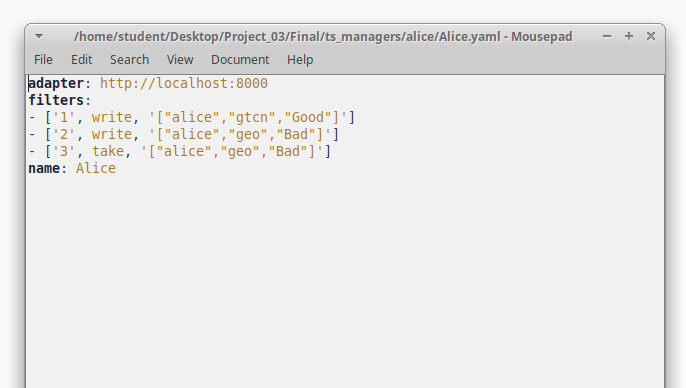 /home/student/Desktop/Project_03/Final/ts_managers/alice/Alice.yaml - Mousepad
File Edit Search View Document Help
adapter: http://localhost:8000
filters:
- ['1', write, '["alice","gtcn","Good"]']
- ['2', write, '["alice","geo","Bad"]']
- ['3', take, '["alice","geo","Bad"]']
name: Alice